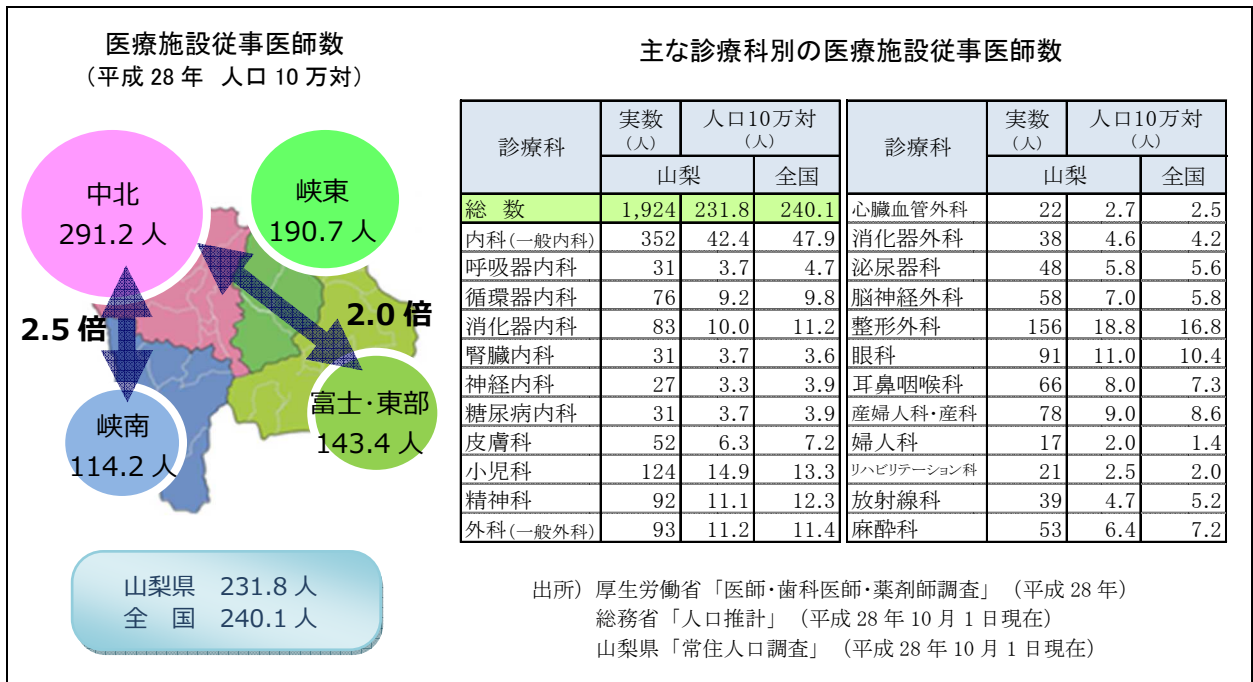 医療施設従事医師数
（平成 28 年 人口 10 万対）
中北
291.2 人
峡東
190.7 人
2.5 倍
2.0 倍
峡南
114.2 人
富士・東部
143.4 人
山梨県 231.8 人
全 国 240.1 人
主な診療科別の医療施設従事医師数
診療科 実数（人） 人口10万対（人） 診療科 実数（人） 人口10万対（人）
山梨 全国 山梨 全国
総 数 1,924 231.8 240.1 心臓血管外科 22 2.7 2.5
内科(一般内科) 352 42.4 47.9 消化器外科 38 4.6 4.2
呼吸器内科 31 3.7 4.7 泌尿器科 48 5.8 5.6
循環器内科 76 9.2 9.8 脳神経外科 58 7.0 5.8
消化器内科 83 10.0 11.2 整形外科 156 18.8 16.8
腎臓内科 31 3.7 3.6 眼科 91 11.0 10.4
神経内科 27 3.3 3.9 耳鼻咽喉科 66 8.0 7.3
糖尿病内科 31 3.7 3.9 産婦人科・産科 78 9.0 8.6
皮膚科 52 6.3 7.2 婦人科 17 2.0 1.4
小児科 124 14.9 13.3 リハビリテーション科 21 2.5 2.0
精神科 92 11.1 12.3 放射線科 39 4.7 5.2
外科(一般外科) 93 11.2 11.4 麻酔科 53 6.4 7.2
出所）厚生労働省「医師・歯科医師・薬剤師調査」（平成 28 年）
総務省「人口推計」（平成 28 年 10 月 1 日現在）
山梨県「常住人口調査」（平成 28 年 10 月 1 日現在）